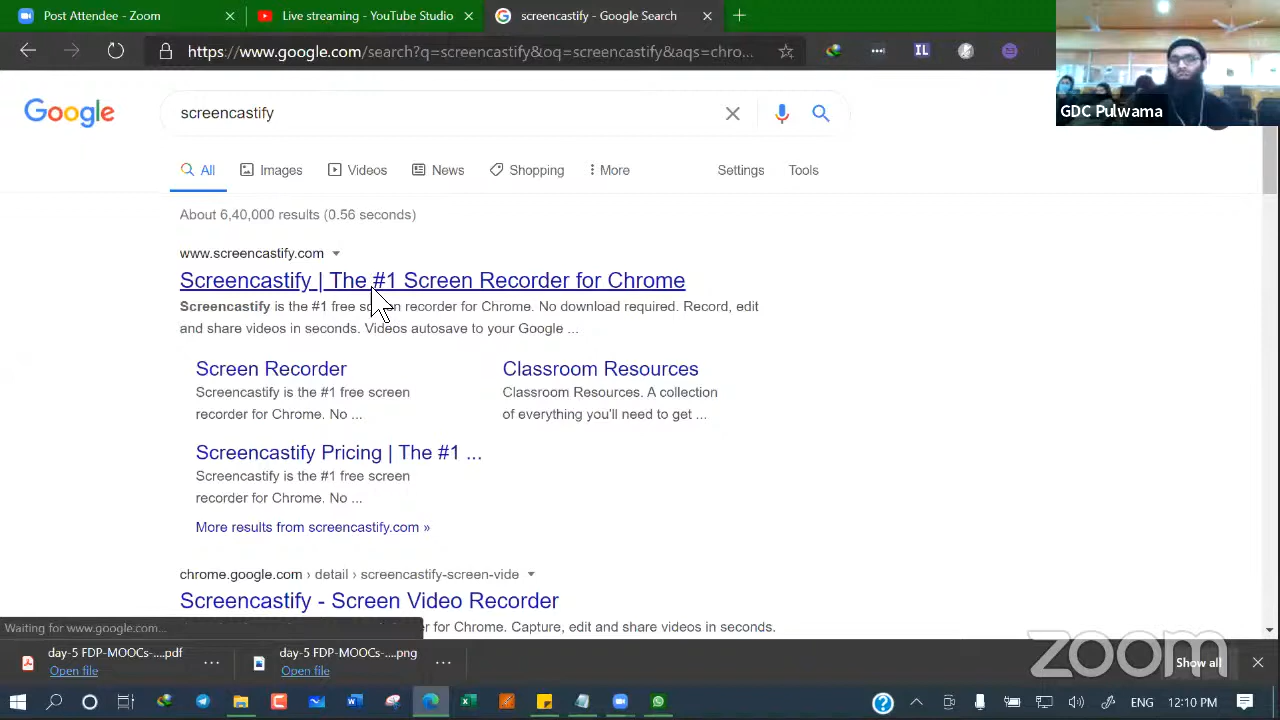 Post Attendee - Zoom
Live streaming - YouTube Studio
screencastify - Google Search
https://www.google.com/search?q=screencastify&oq=screencastify&aqs=chro...
IL
GDC Pulwama
Google
screencastify
All
Images
Videos
News
Shopping
More
Settings
Tools
About 6,40,000 results (0.56 seconds)
www.screencastify.com
Screencastify | The #1 Screen Recorder for Chrome
Screencastify is the #1 free screen recorder for Chrome. No download required. Record, edit
and share videos in seconds. Videos autosave to your Google ...
Screen Recorder
Screencastify is the #1 free screen
recorder for Chrome. No ...
Classroom Resources
Classroom Resources. A collection
of everything you'll need to get ...
Screencastify Pricing | The #1 ...
Screencastify is the #1 free screen
recorder for Chrome. No ...
More results from screencastify.com »
chrome.google.com › detail › screencastify-screen-vide
Screencastify - Screen Video Recorder
r for Chrome. Capture, edit and share videos in seconds.
Waiting for www.google.com...
day-5 FDP-MOOCs-....pdf
Open file
day-5 FDP-MOOCs-....png
Open file
zoom
Show all
ENG
12:10 PM